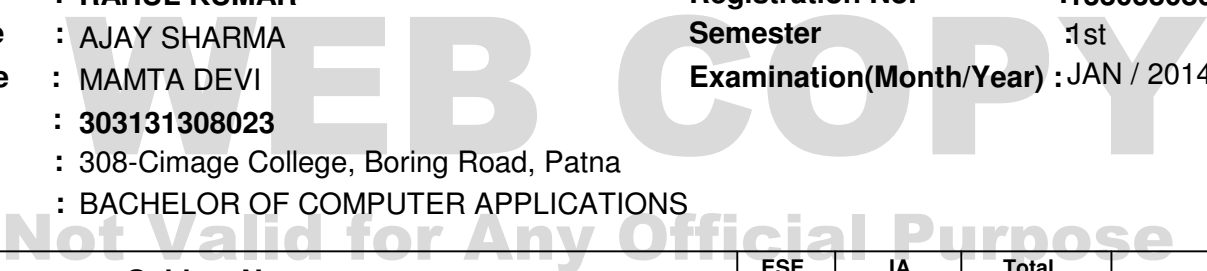 : RAHUL KUMAR Registration No.
: AJAY SHARMA Semester : 1st
: MAMTA DEVI Examination(Month/Year) : JAN / 2014
: 303131308023
: 308-Cimage College, Boring Road, Patna
: BACHELOR OF COMPUTER APPLICATIONS
WEB COPY
Not Valid for Any Official Purpose
ESE IA Total